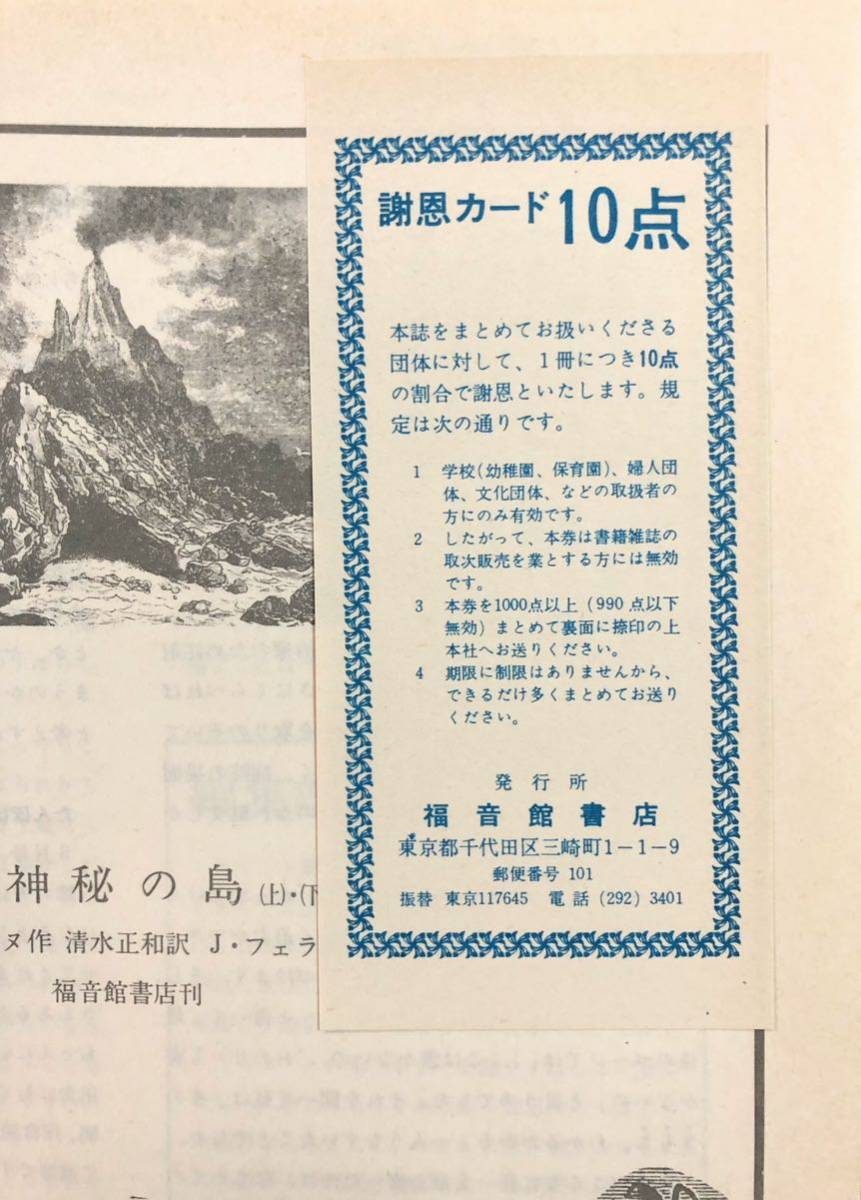 謝恩カード 10点
本誌をまとめてお扱いくださる
団体に対して、1冊につき10点
の割合で謝恩といたします。規
定は次の通りです。
1 学校(幼稚園、保育園)、婦人団
体、文化団体、などの取扱者の
方にのみ有効です。
2 したがって、本券は書籍雑誌の
取次販売を業とする方には無効
です。
3 本券を1000点以上(990点以下
無効)まとめて裏面に捺印の上
本社へお送りください。
4 期限に制限はありませんから、
できるだけ多くまとめてお送り
ください。
発行所
福音館書店
東京都千代田区三崎町1-1-9
郵便番号 101
振替 東京117645 電話(292)3401
神秘の島(上)・(下
ヌ作 清水正和訳 J・フェラ
福音館書店刊